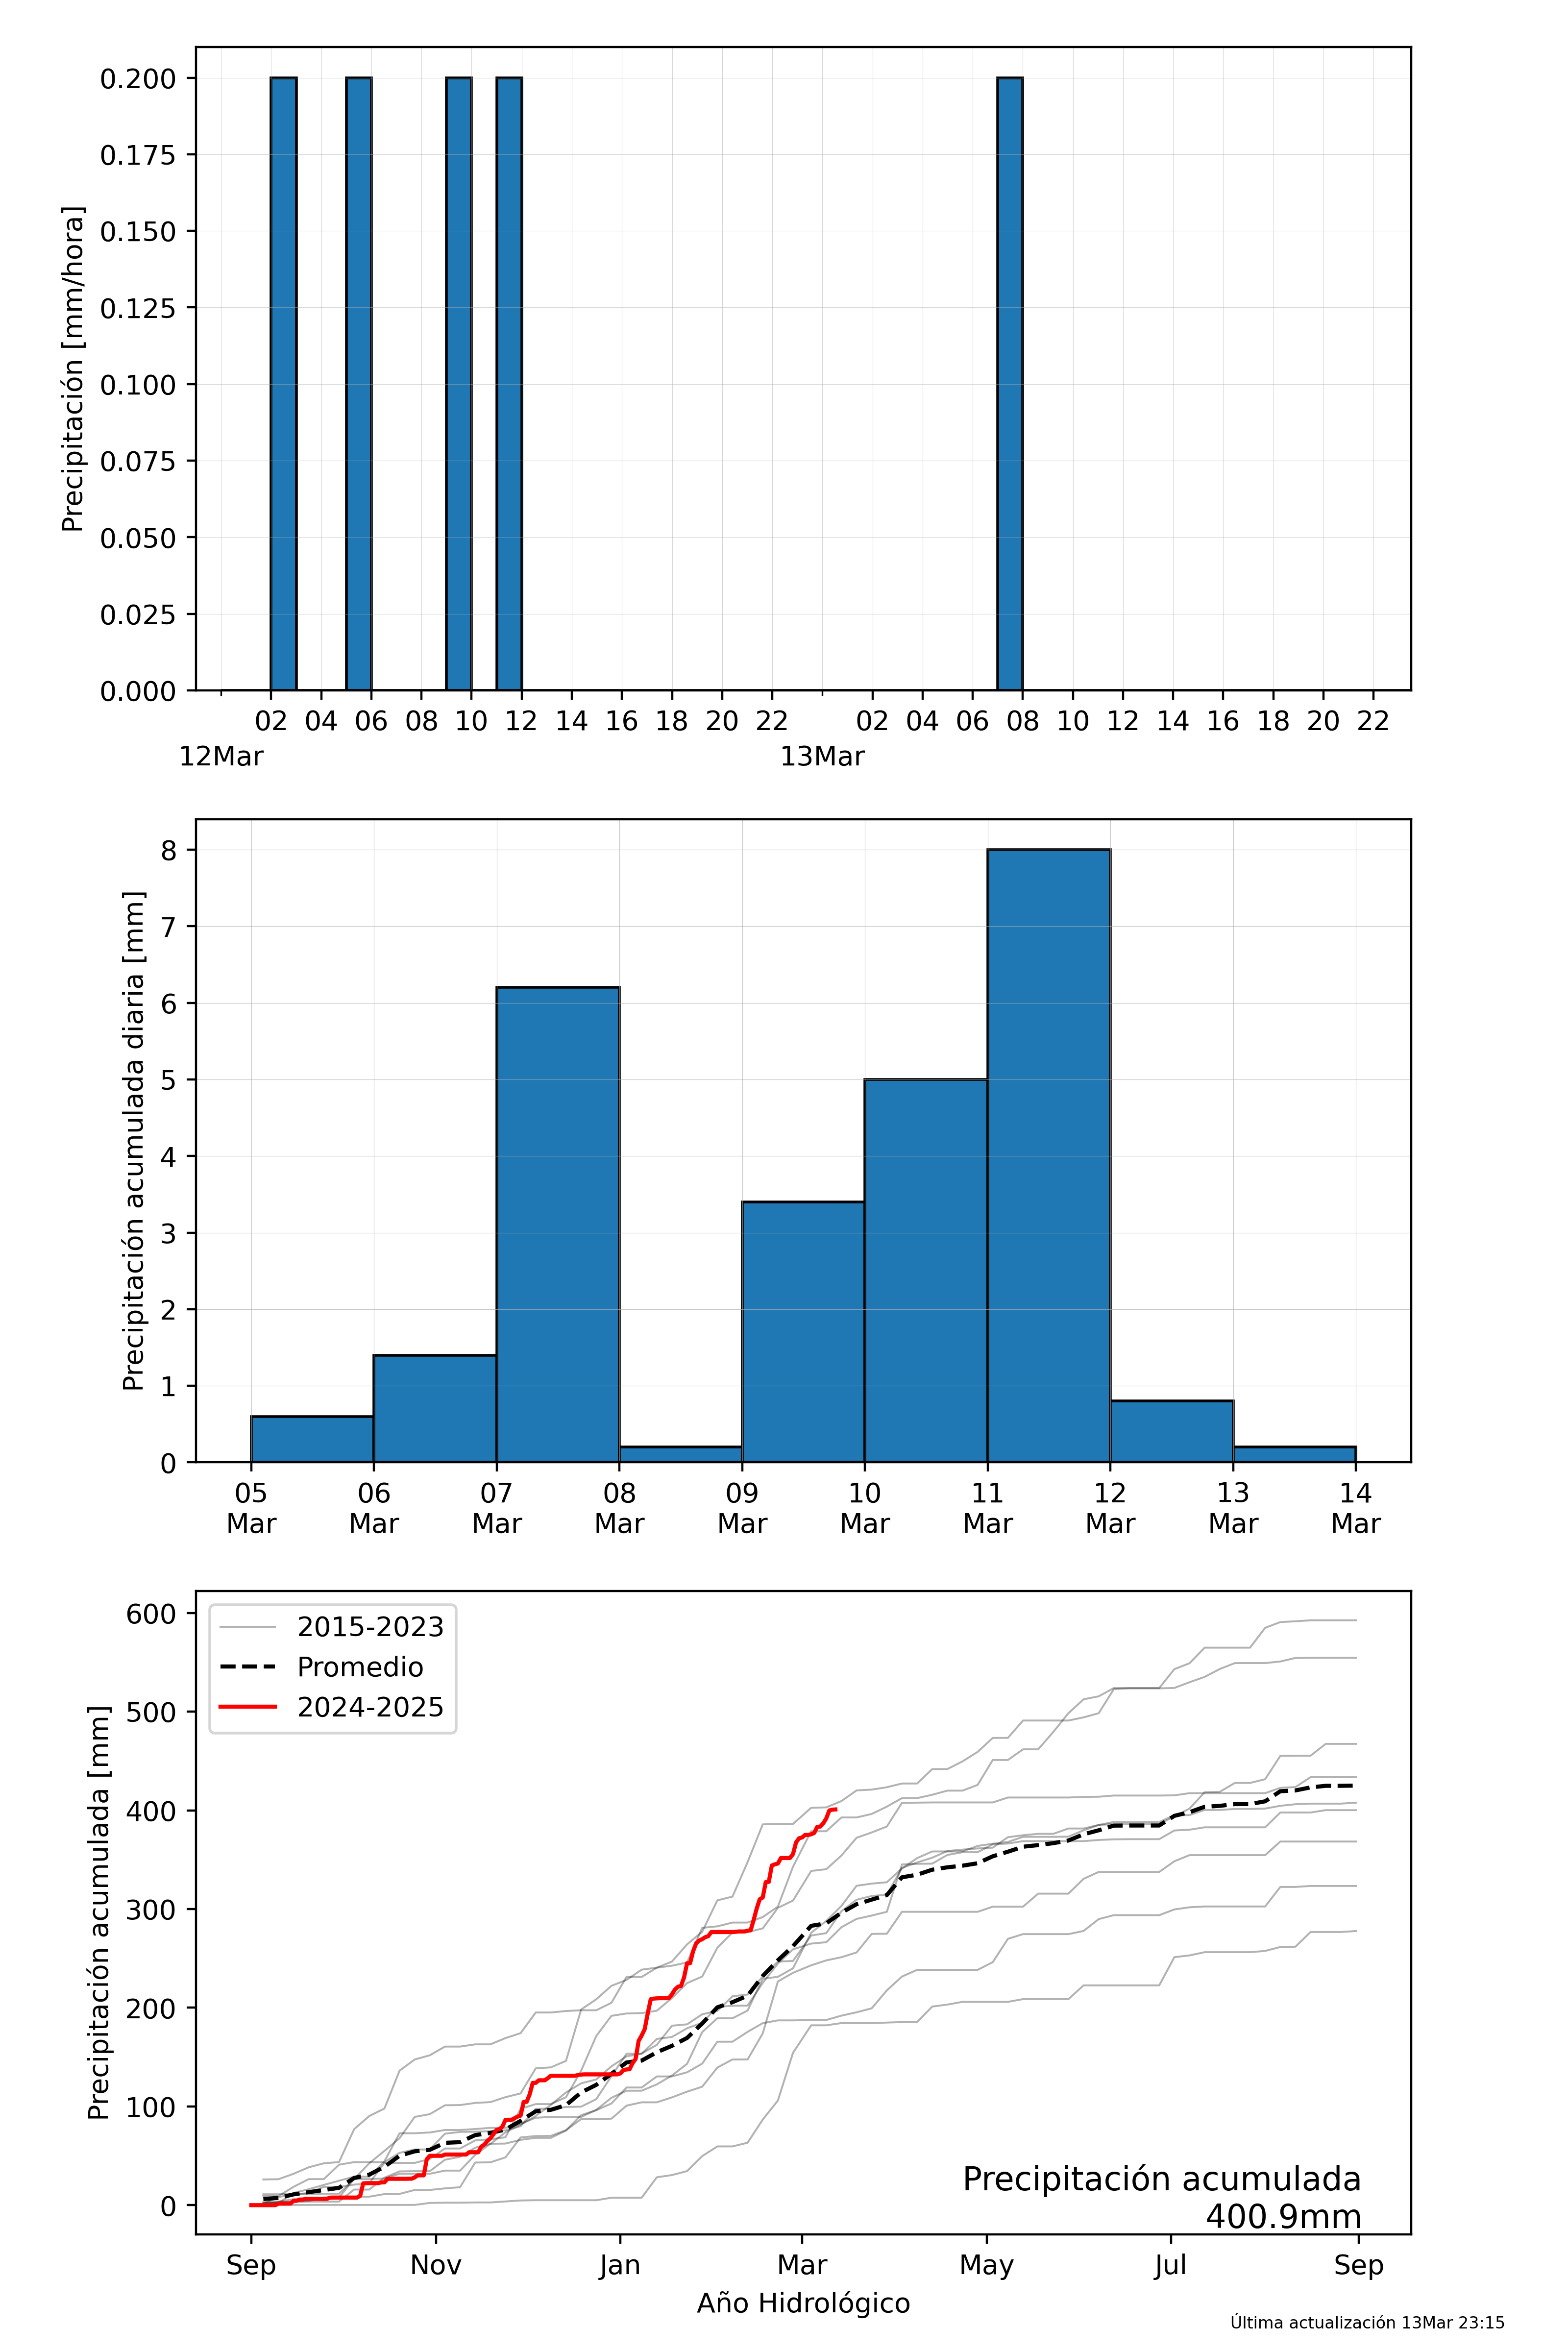 Precipitación [mm/hora]
0.200
0.175
0.150
0.125
0.100
0.075
0.050
0.025
0.000
02 04 06 08 10 12 14 16 18 20 22 02 04 06 08 10 12 14 16 18 20 22
12Mar 13Mar
Precipitación acumulada diaria [mm]
8
7
6
5
4
3
2
1
0
05 06 07 08 09 10 11 12 13 14
Mar Mar Mar Mar Mar Mar Mar Mar Mar Mar
Precipitación acumulada [mm]
600
500
400
300
200
100
0
2015-2023
Promedio
2024-2025
Precipitación acumulada
400.9mm
Sep Nov Jan Mar May Jul Sep
Año Hidrológico
Última actualización 13Mar 23:15